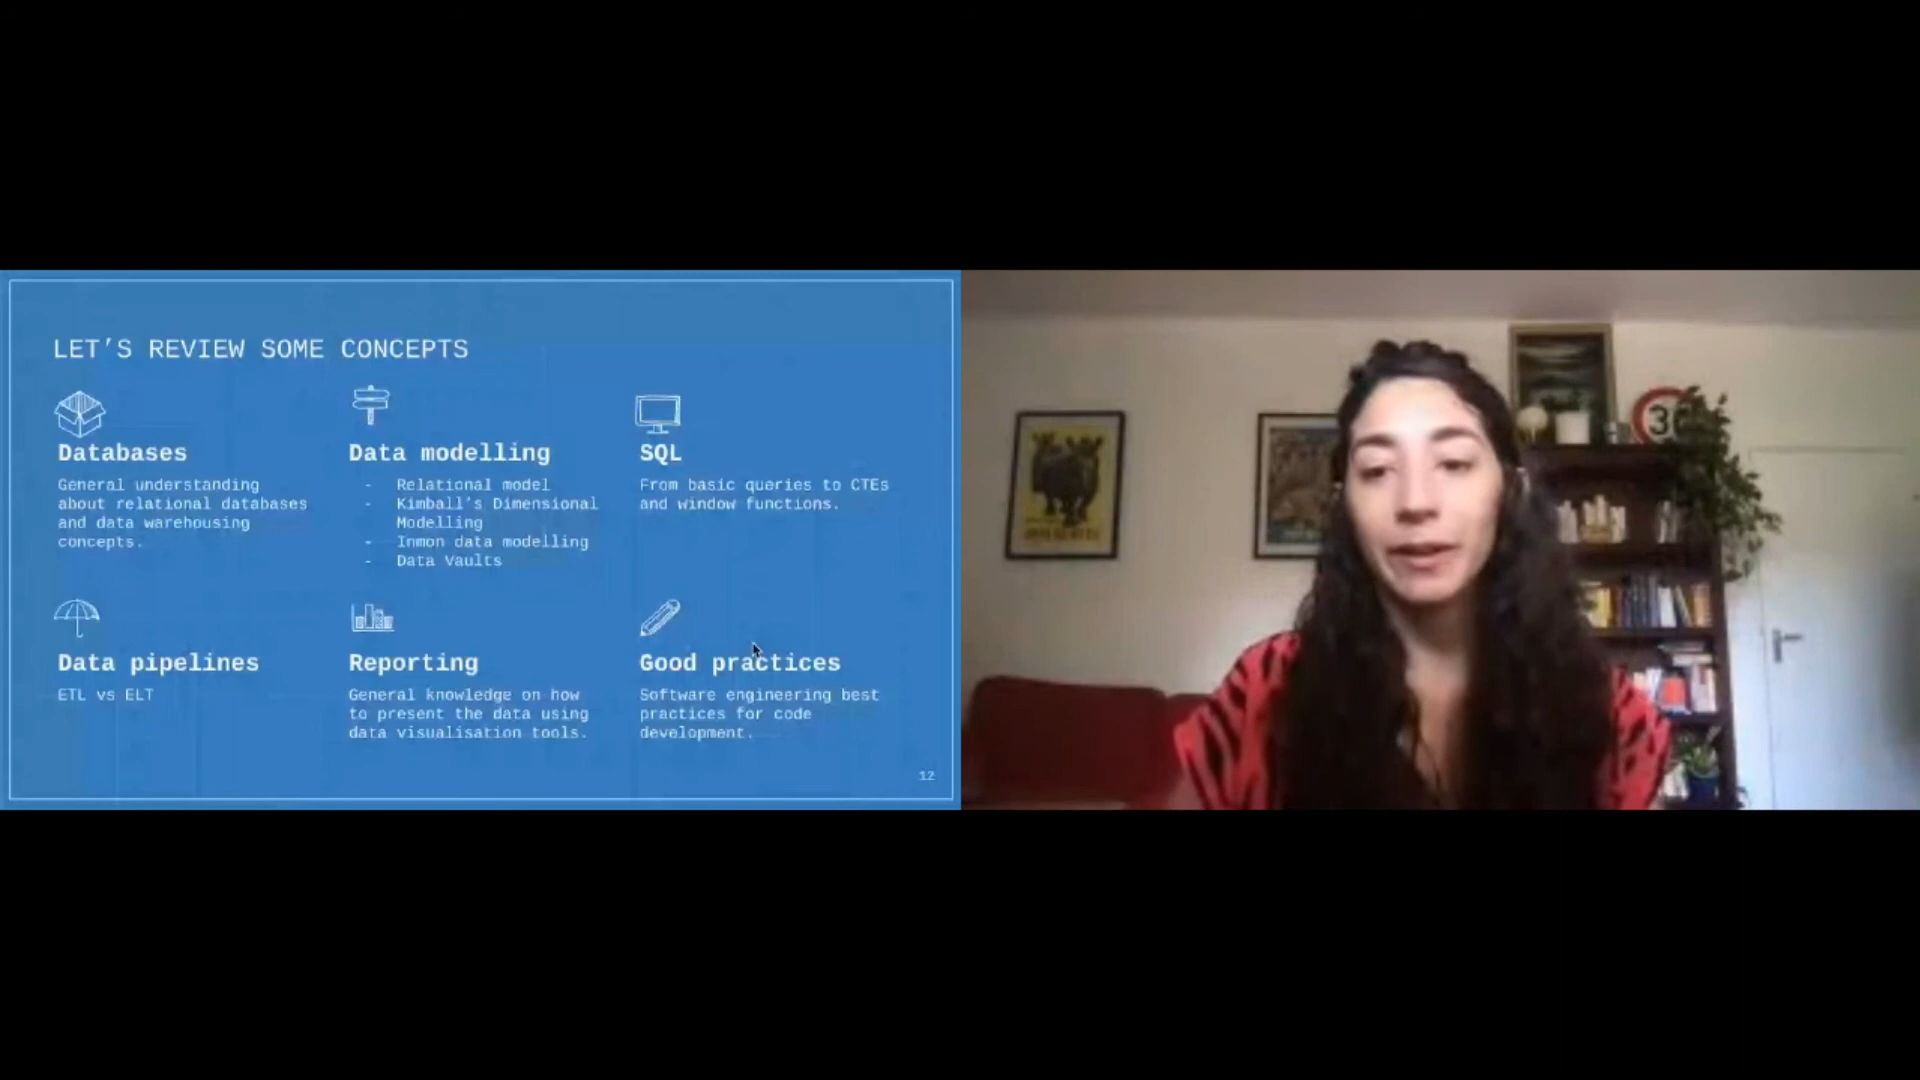 LET'S REVIEW SOME CONCEPTS
Databases
General understanding
about relational databases
and data warehousing
concepts.
Data modelling
- Relational model
- Kimball's Dimensional
Modelling
- Inmon data modelling
- Data Vaults
SQL
From basic queries to CTEs
and window functions.
Data pipelines
ETL vs ELT
Reporting
General knowledge on how
to present the data using
data visualisation tools.
Good practices
Software engineering best
practices for code
development.
12